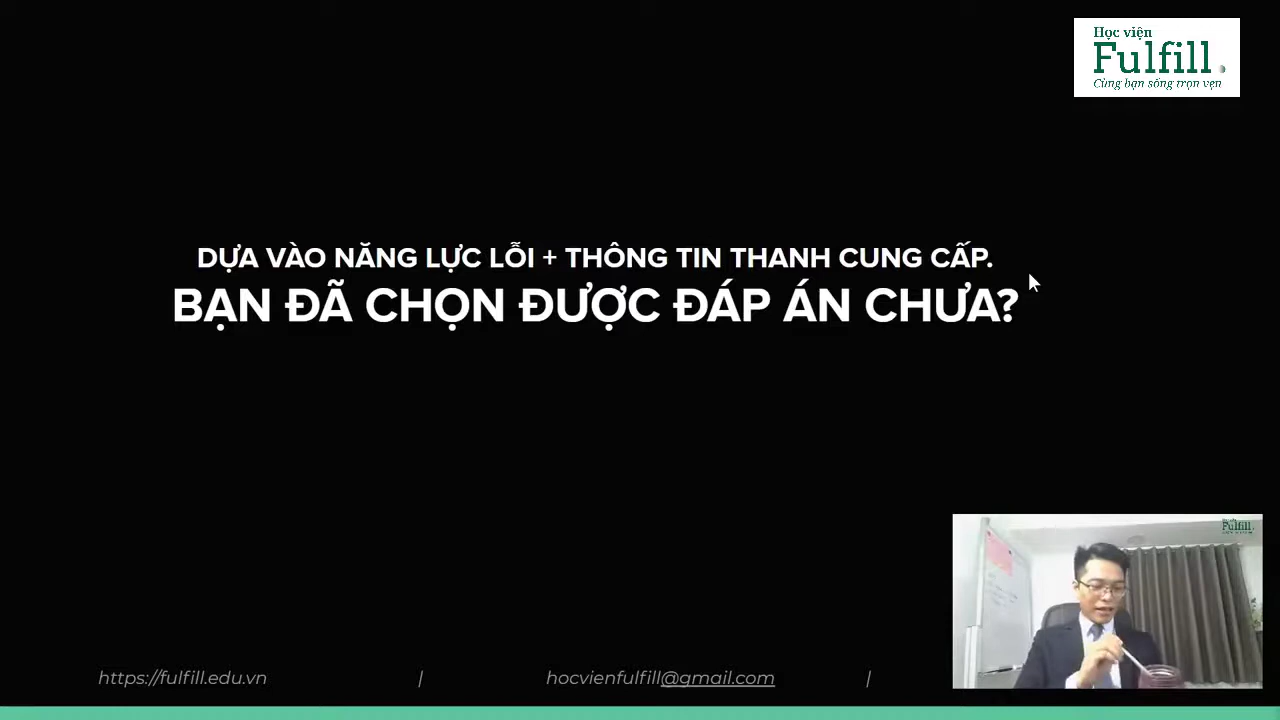 Học viện
Fulfill.
Cùng bạn sống trọn vẹn
DỰA VÀO NĂNG LỰC LỖI + THÔNG TIN THANH CUNG CẤP.
BẠN ĐÃ CHỌN ĐƯỢC ĐÁP ÁN CHƯA?
Fulfill.
https://fulfill.edu.vn | hocvienfulfill@gmail.com |